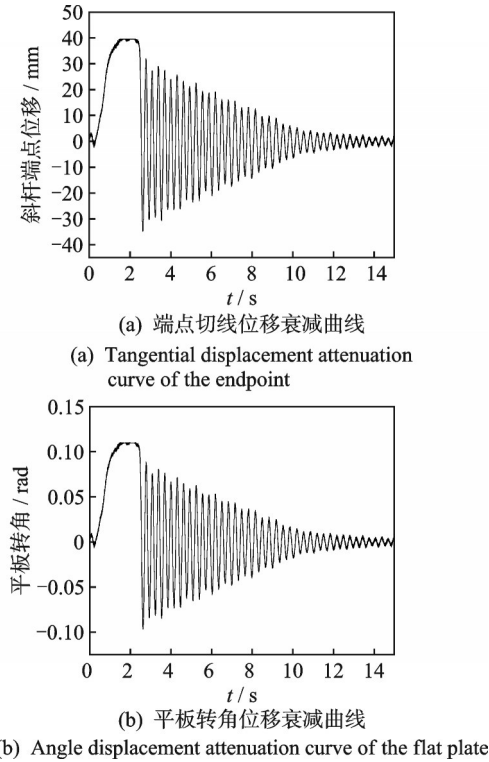 50
40
30
20
10
0
−10
−20
−30
−40
斜杆端点位移 / mm
0 2 4 6 8 10 12 14
t / s
(a) 端点切线位移衰减曲线
(a) Tangential displacement attenuation
curve of the endpoint
0.15
0.10
0.05
0
−0.05
−0.10
平板转角 / rad
0 2 4 6 8 10 12 14
t / s
(b) 平板转角位移衰减曲线
(b) Angle displacement attenuation curve of the flat plate